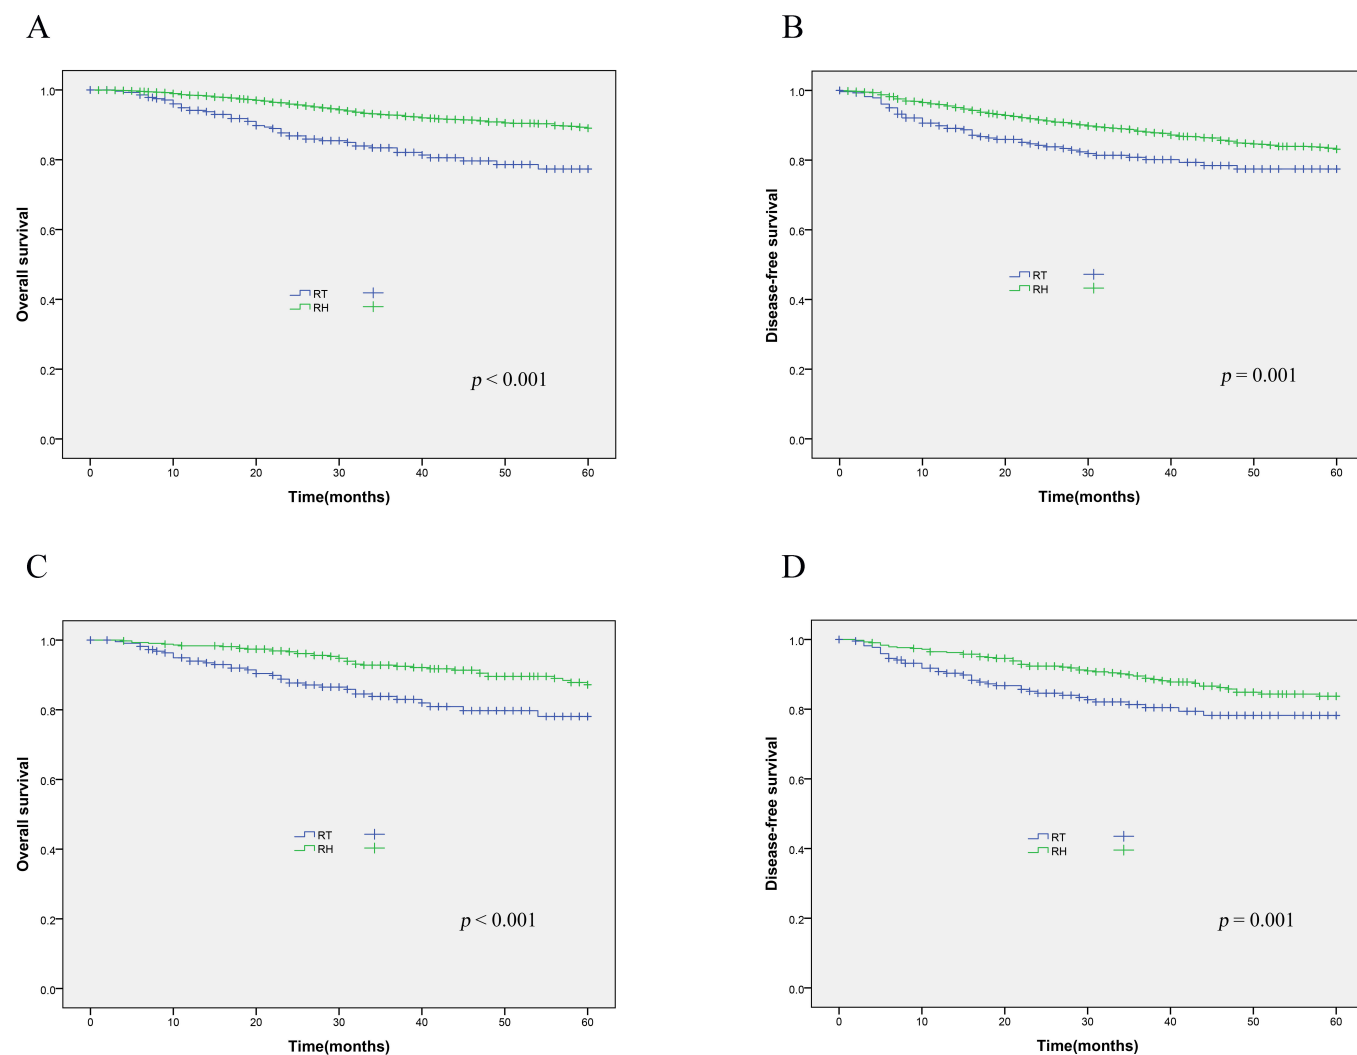 A
Overall survival
1.0
0.8
0.6
0.4
0.2
0.0
RT
RH
p < 0.001
0 10 20 30 40 50 60
Time(months)
B
Disease-free survival
1.0
0.8
0.6
0.4
0.2
0.0
RT
RH
p = 0.001
0 10 20 30 40 50 60
Time(months)
C
Overall survival
1.0
0.8
0.6
0.4
0.2
0.0
RT
RH
p < 0.001
0 10 20 30 40 50 60
Time(months)
D
Disease-free survival
1.0
0.8
0.6
0.4
0.2
0.0
RT
RH
p = 0.001
0 10 20 30 40 50 60
Time(months)